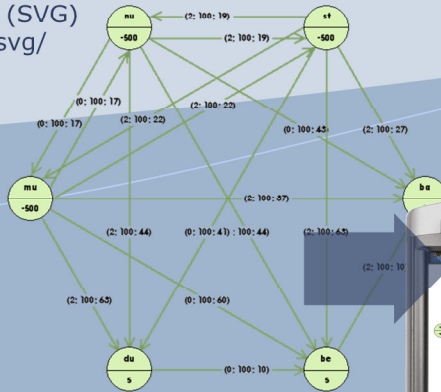 (SVG)
svg/
nu
-500
(2: 100: 19)
st
-500
(2: 100: 19)
(0: 100: 17)
(2: 100: 22)
(2: 100: 22)
(0: 100: 17)
(0: 100: 45)
(2: 100: 27)
mu
-500
(2: 100: 37)
ba
(2: 100: 44)
(0: 100: 41)
: 100: 44)
(2: 100: 63)
(2: 100: 10
(2: 100: 65)
(0: 100: 60)
du
s
(0: 100: 10)
be
s